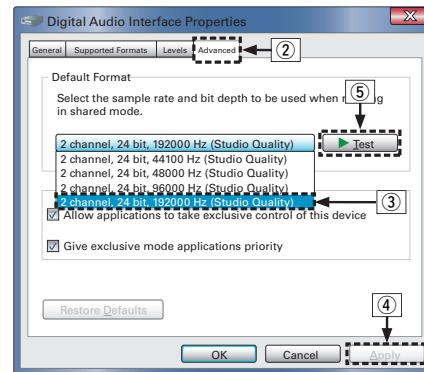 Digital Audio Interface Properties
General Supported Formats Levels Advanced ②
Default Format
⑤
Select the sample rate and bit depth to be used when
in shared mode.
2 channel, 24 bit, 192000 Hz (Studio Quality) Test
2 channel, 24 bit, 44100 Hz (Studio Quality)
2 channel, 24 bit, 48000 Hz (Studio Quality)
2 channel, 24 bit, 96000 Hz (Studio Quality)
2 channel, 24 bit, 192000 Hz (Studio Quality) ③
Allow applications to take exclusive control of this device
Give exclusive mode applications priority
Restore Defaults
④
OK Cancel Apply